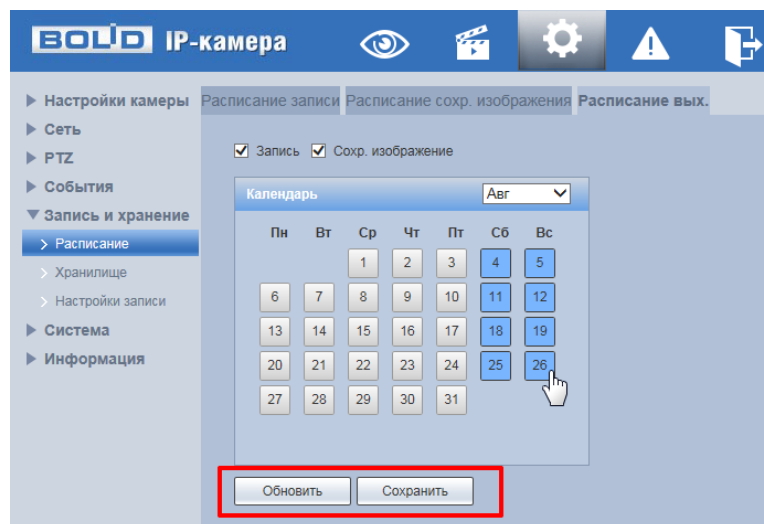 BOLID IP-камера
Настройки камеры
Сеть
PTZ
События
Запись и хранение
Расписание
Хранилище
Настройки записи
Система
Информация
Расписание записи Расписание сохр. изображения Расписание вых.
Запись Сохр. изображение
Календарь Авг
Пн Вт Ср Чт Пт Сб Вс
1 2 3 4 5
6 7 8 9 10 11 12
13 14 15 16 17 18 19
20 21 22 23 24 25 26
27 28 29 30 31
Обновить Сохранить